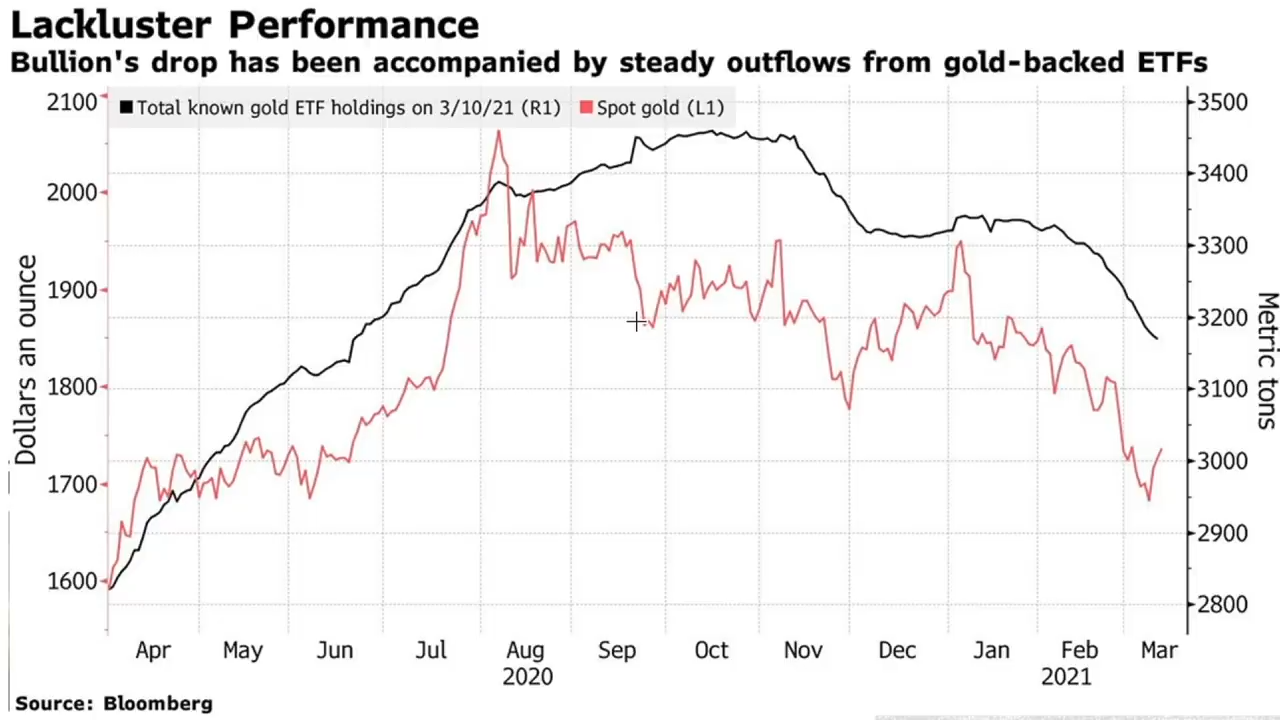 Lackluster Performance
Bullion's drop has been accompanied by steady outflows from gold-backed ETFs
Total known gold ETF holdings on 3/10/21 (R1) Spot gold (L1)
2100
2000
1900
1800
1700
1600
Dollars an ounce
3500
3400
3300
3200
3100
3000
2900
2800
Metric tons
Apr May Jun Jul Aug Sep Oct Nov Dec Jan Feb Mar
2020 2021
Source: Bloomberg